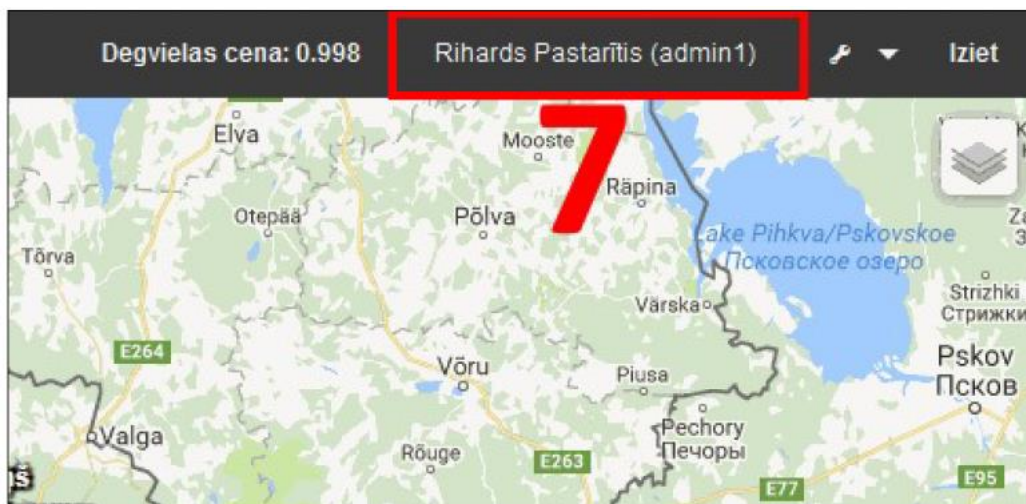 Degvielas cena: 0.998
Rihards Pastarītis (admin1)
Iziet
7
Elva
Mooste
Räpina
Otepää
Põlva
Lake Pihkva/Pskovskoe
Псковское озеро
Tõrva
Strizhki
Стрижки
Värska
E264
Võru
Piusa
Pskov
Псков
Valga
Pechory
Печоры
Rõuge
E263
E77
E95